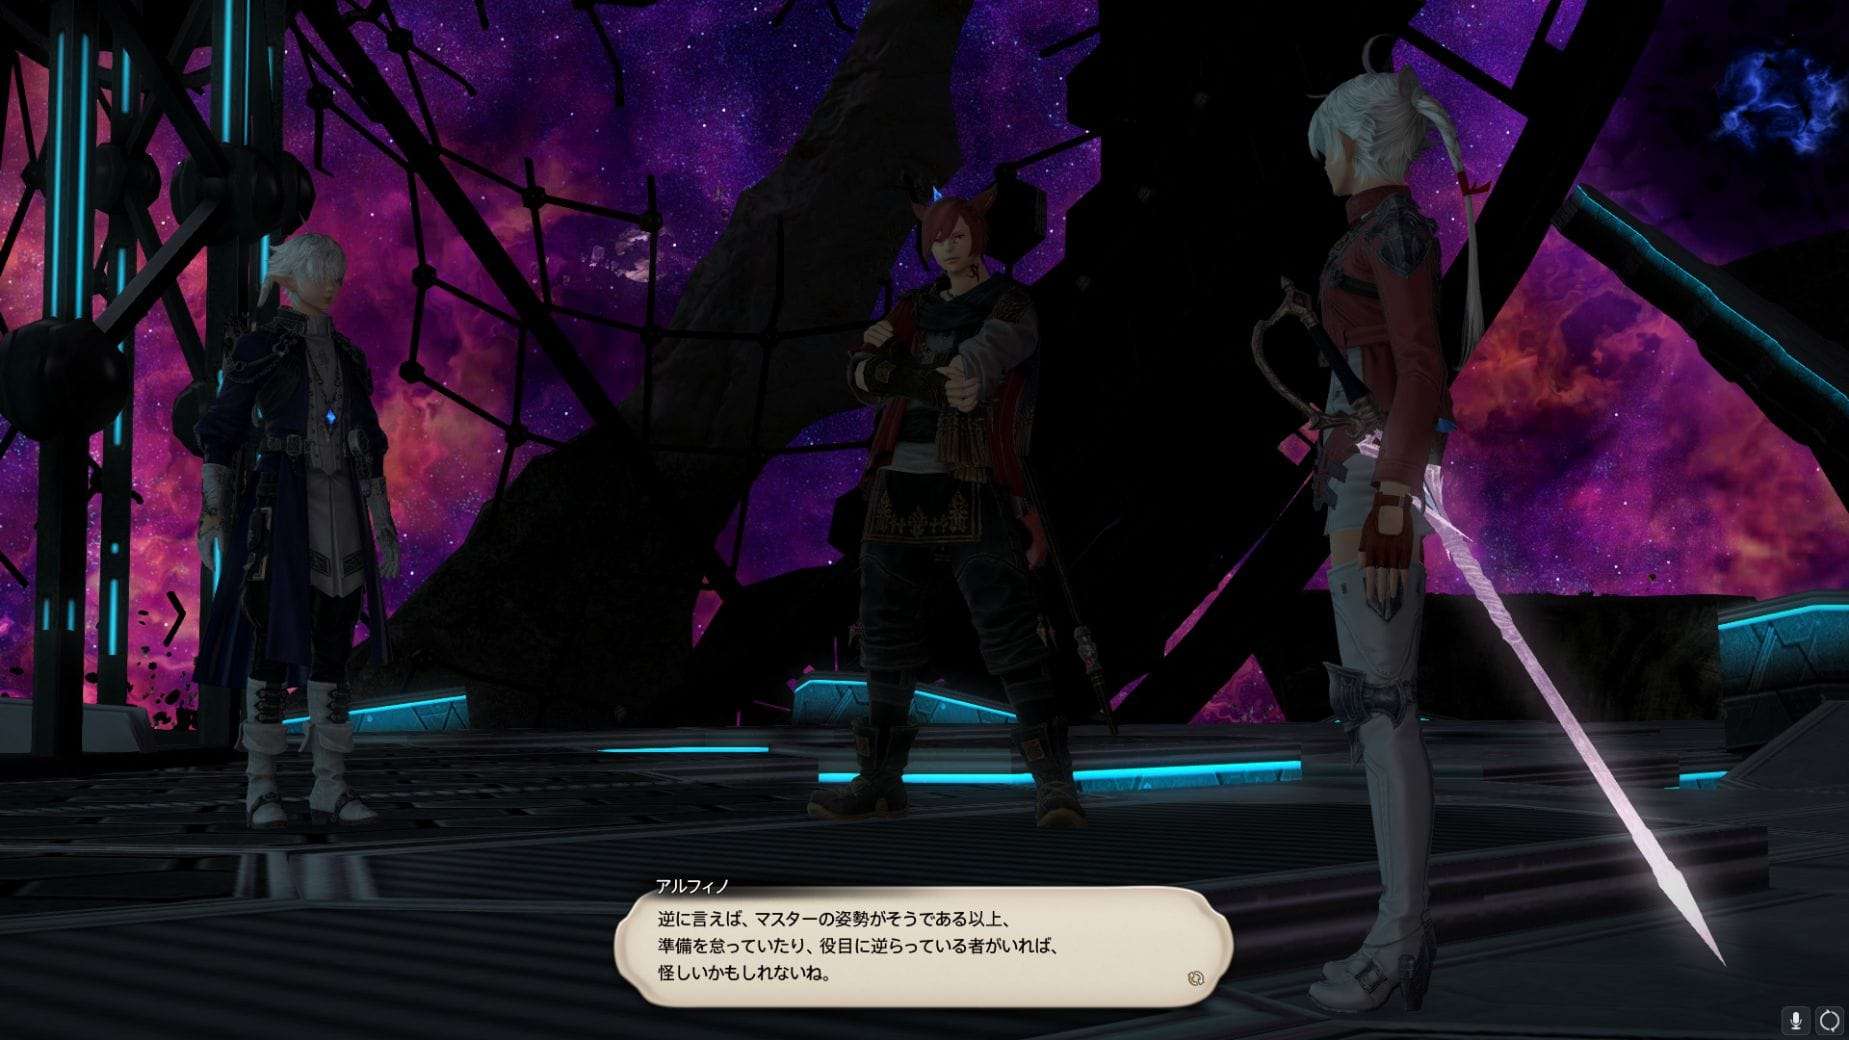 アルフィノ
逆に言えば、マスターの姿勢がそうである以上、
準備を怠っていたり、役目に逆らっている者がいれば、
怪しいかもしれないね。